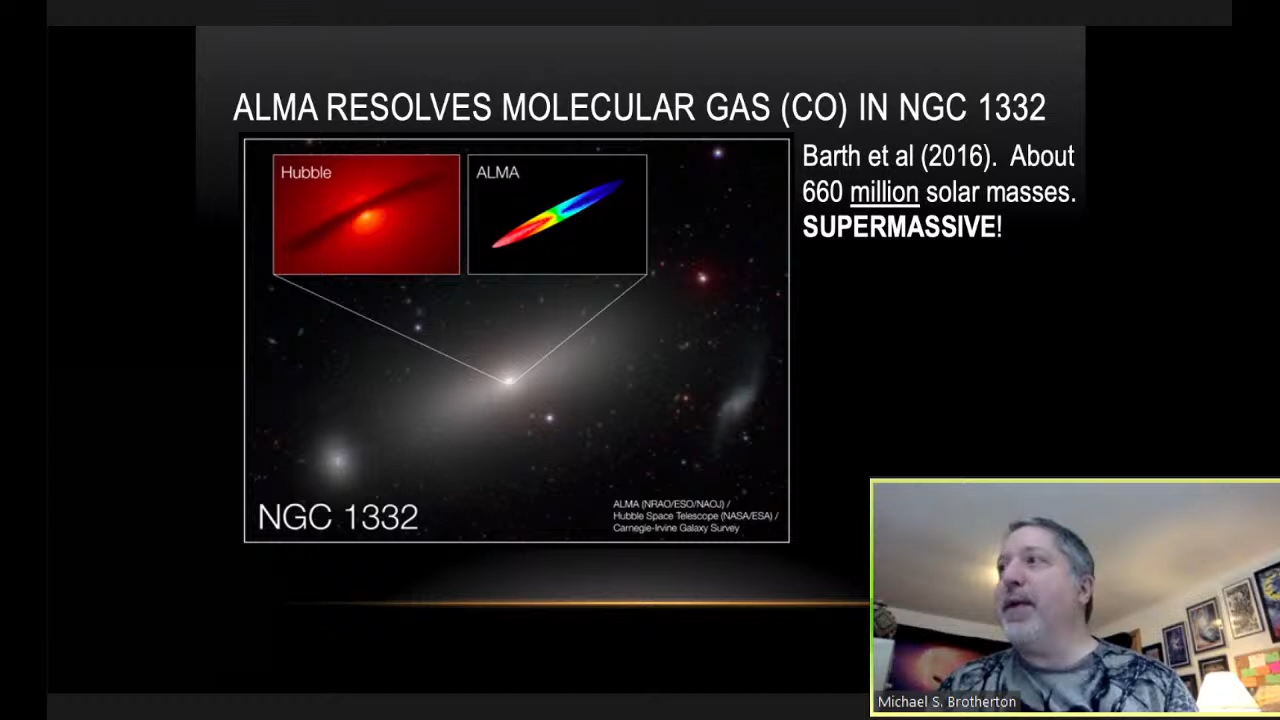 ALMA RESOLVES MOLECULAR GAS (CO) IN NGC 1332
Hubble
ALMA
Barth et al (2016). About
660 million solar masses.
SUPERMASSIVE!
NGC 1332
ALMA (NRAO/ESO/NAOJ) /
Hubble Space Telescope (NASA/ESA) /
Carnegie-Irvine Galaxy Survey
Michael S. Brotherton